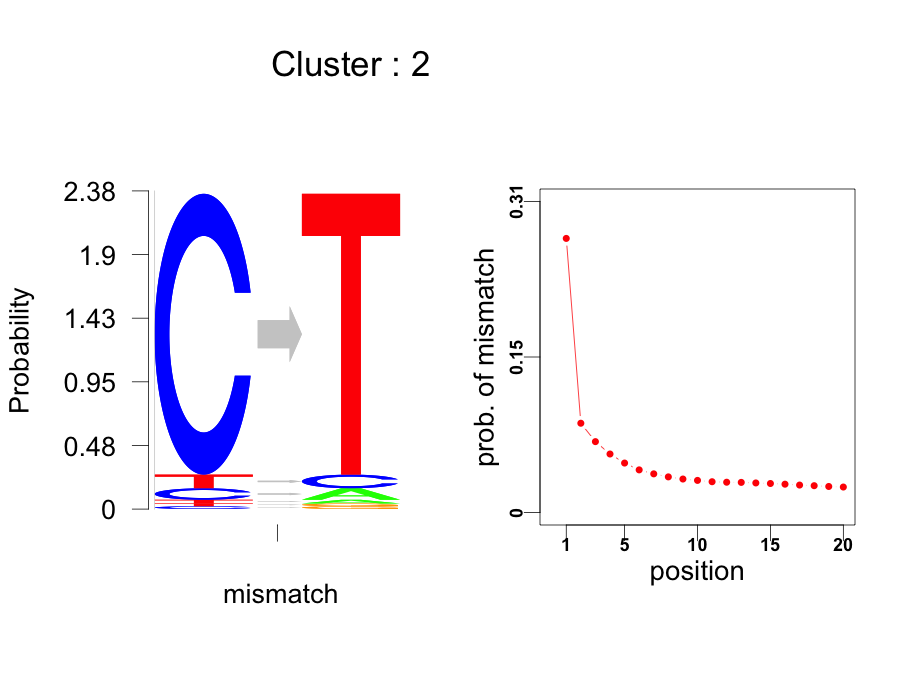 Cluster : 2
Probability
2.38
1.9
1.43
0.95
0.48
0
C T
T C
C A
T
mismatch
prob. of mismatch
0.31
0.15
0
1 5 10 15 20
position